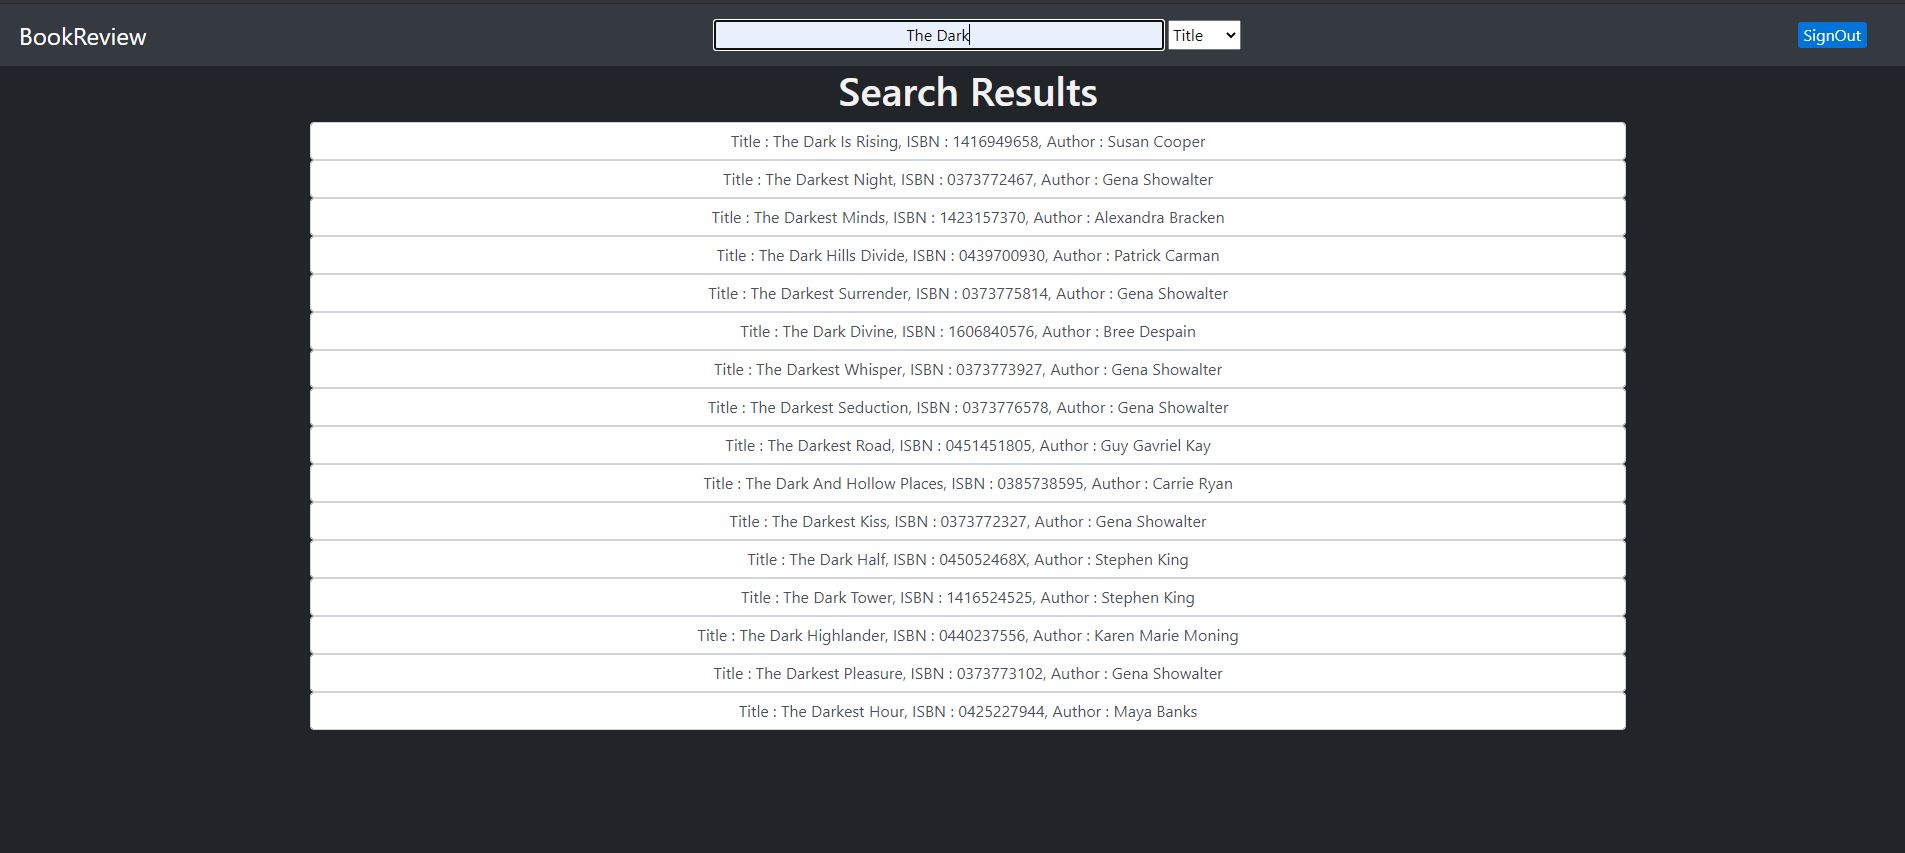 BookReview
The Dark
Title
SignOut
Search Results
Title : The Dark Is Rising, ISBN : 1416949658, Author : Susan Cooper
Title : The Darkest Night, ISBN : 0373772467, Author : Gena Showalter
Title : The Darkest Minds, ISBN : 1423157370, Author : Alexandra Bracken
Title : The Dark Hills Divide, ISBN : 0439700930, Author : Patrick Carman
Title : The Darkest Surrender, ISBN : 0373775814, Author : Gena Showalter
Title : The Dark Divine, ISBN : 1606840576, Author : Bree Despain
Title : The Darkest Whisper, ISBN : 0373773927, Author : Gena Showalter
Title : The Darkest Seduction, ISBN : 0373776578, Author : Gena Showalter
Title : The Darkest Road, ISBN : 0451451805, Author : Guy Gavriel Kay
Title : The Dark And Hollow Places, ISBN : 0385738595, Author : Carrie Ryan
Title : The Darkest Kiss, ISBN : 0373772327, Author : Gena Showalter
Title : The Dark Half, ISBN : 045052468X, Author : Stephen King
Title : The Dark Tower, ISBN : 1416524525, Author : Stephen King
Title : The Dark Highlander, ISBN : 0440237556, Author : Karen Marie Moning
Title : The Darkest Pleasure, ISBN : 0373773102, Author : Gena Showalter
Title : The Darkest Hour, ISBN : 0425227944, Author : Maya Banks